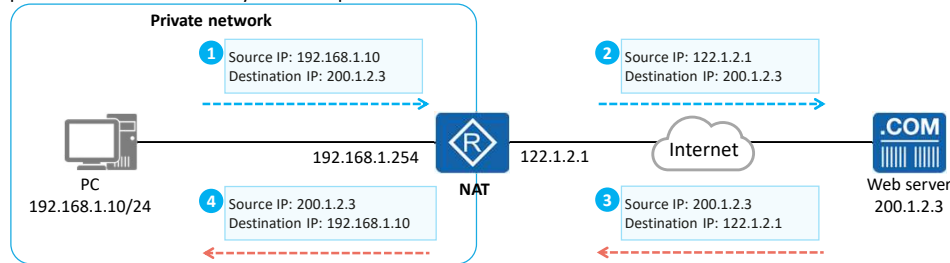 Private network
1
Source IP: 192.168.1.10
Destination IP: 200.1.2.3
2
Source IP: 122.1.2.1
Destination IP: 200.1.2.3
.COM
R
Internet
192.168.1.254
122.1.2.1
PC
192.168.1.10/24
NAT
Web server
200.1.2.3
4
Source IP: 200.1.2.3
Destination IP: 192.168.1.10
3
Source IP: 200.1.2.3
Destination IP: 122.1.2.1